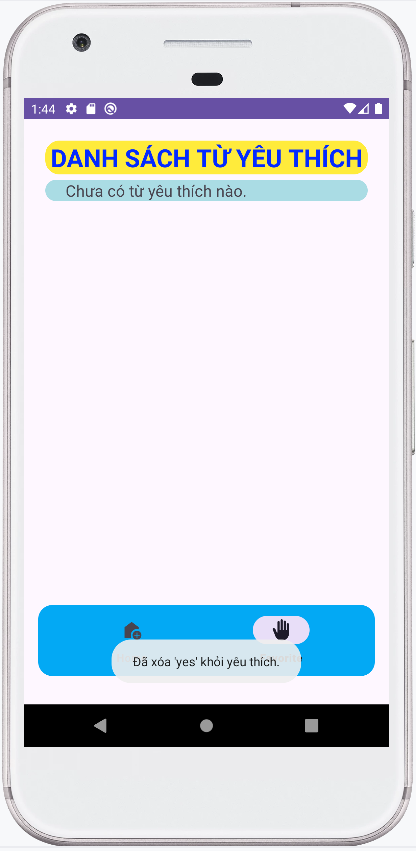 1:44
DANH SÁCH TỪ YÊU THÍCH
Chưa có từ yêu thích nào.
Đã xóa 'yes' khỏi yêu thích.